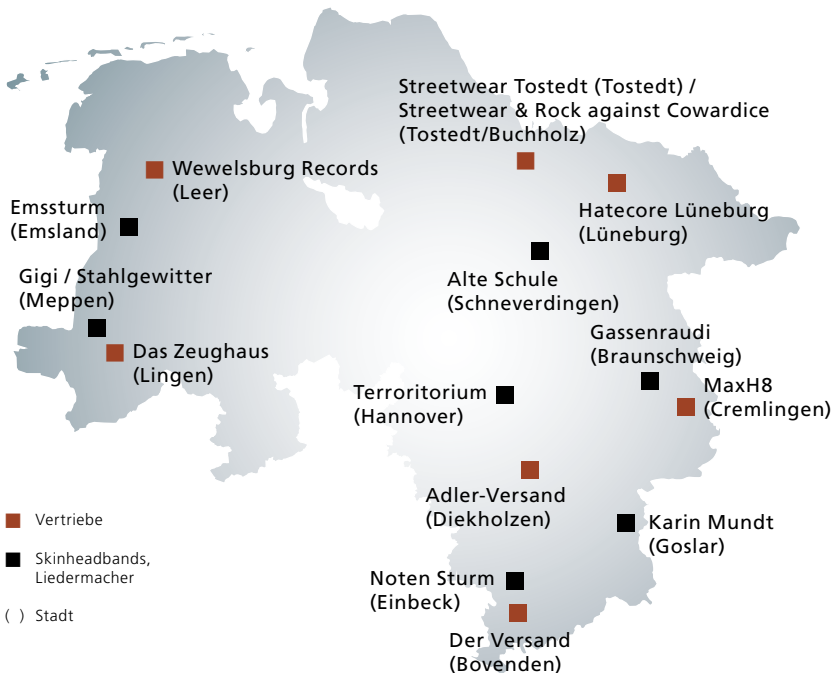 Streetwear Tostedt (Tostedt) /
Streetwear & Rock against Cowardice
(Tostedt/Buchholz)
Wewelsburg Records
(Leer)
Hatecore Lüneburg
(Lüneburg)
Emssturm
(Emsland)
Alte Schule
(Schneverdingen)
Gigi / Stahlgewitter
(Meppen)
Das Zeughaus
(Lingen)
Gassenraudi
(Braunschweig)
MaxH8
(Cremlingen)
Terroritorium
(Hannover)
Adler-Versand
(Diekholzen)
Karin Mundt
(Goslar)
Noten Sturm
(Einbeck)
Der Versand
(Bovenden)
Vertriebe
Skinheadbands,
Liedermacher
( ) Stadt